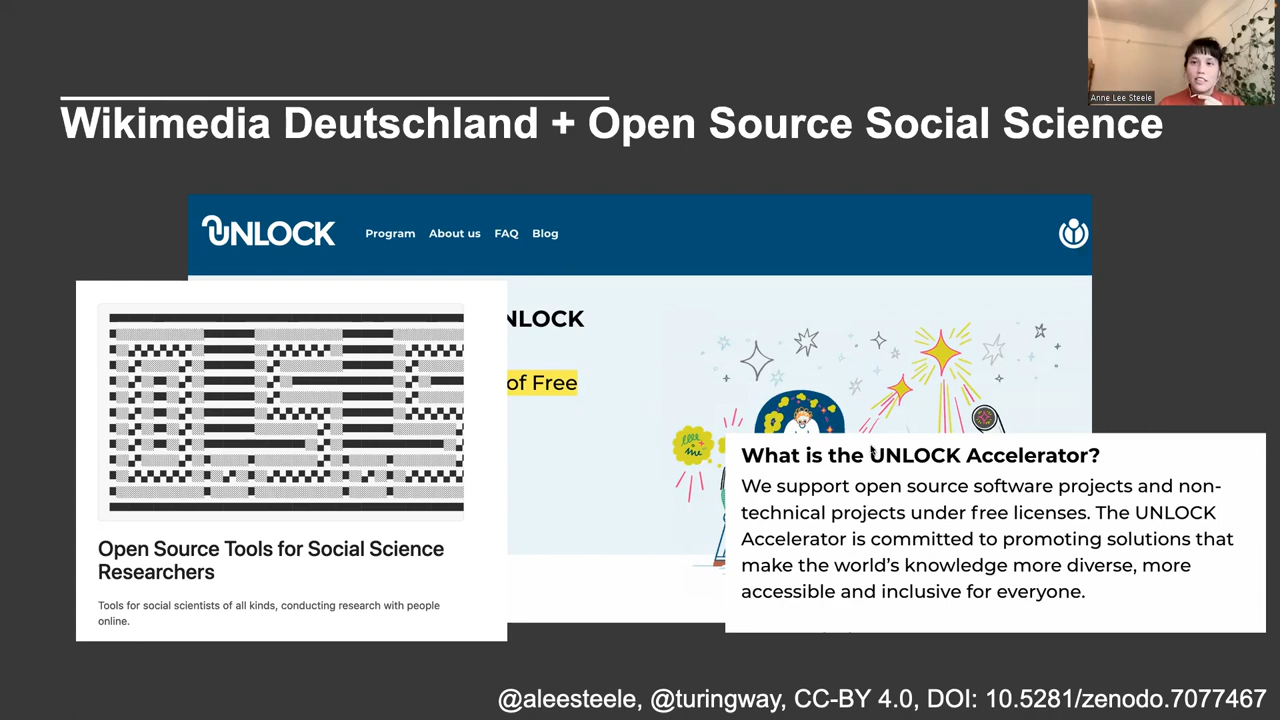 Anne Lee Steele
Wikimedia Deutschland + Open Source Social Science
UNLOCK
Program About us FAQ Blog
NLOCK
of Free
What is the UNLOCK Accelerator?
We support open source software projects and non-
technical projects under free licenses. The UNLOCK
Accelerator is committed to promoting solutions that
make the world’s knowledge more diverse, more
accessible and inclusive for everyone.
Open Source Tools for Social Science
Researchers
Tools for social scientists of all kinds, conducting research with people
online.
@aleesteele, @turingway, CC-BY 4.0, DOI: 10.5281/zenodo.7077467